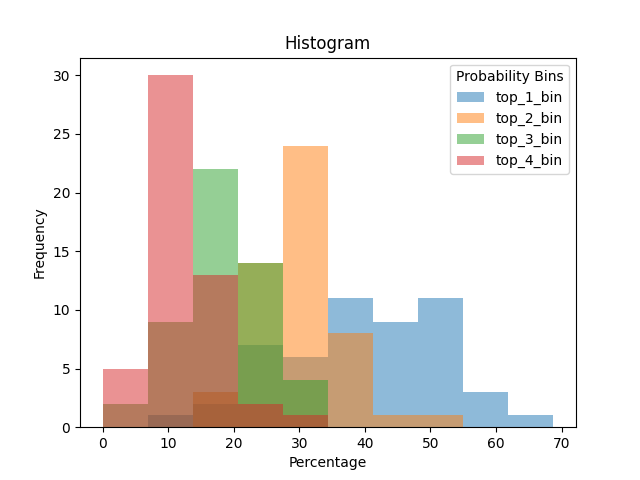 Histogram
Probability Bins
top_1_bin
top_2_bin
top_3_bin
top_4_bin
30
25
20
15
10
5
0
Frequency
0 10 20 30 40 50 60 70
Percentage